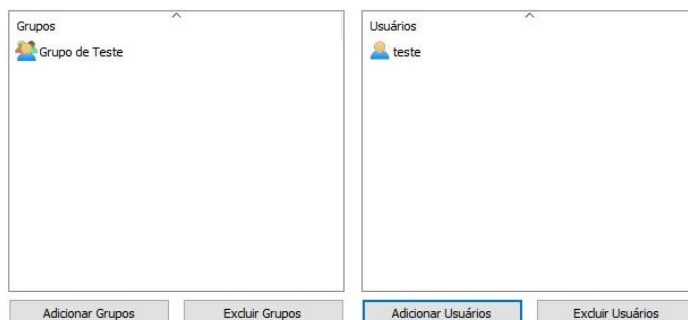 Grupos
Grupo de Teste
Adicionar Grupos Excluir Grupos
Usuários
teste
Adicionar Usuários Excluir Usuários